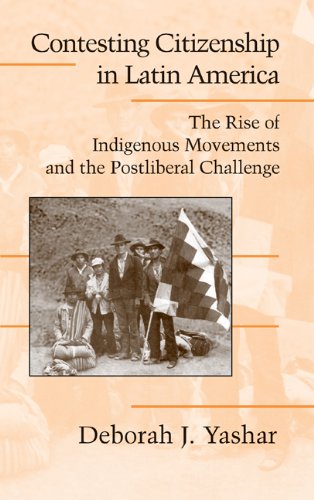 Contesting Citizenship
in Latin America
The Rise of
Indigenous Movements
and the Postliberal Challenge
Deborah J. Yashar